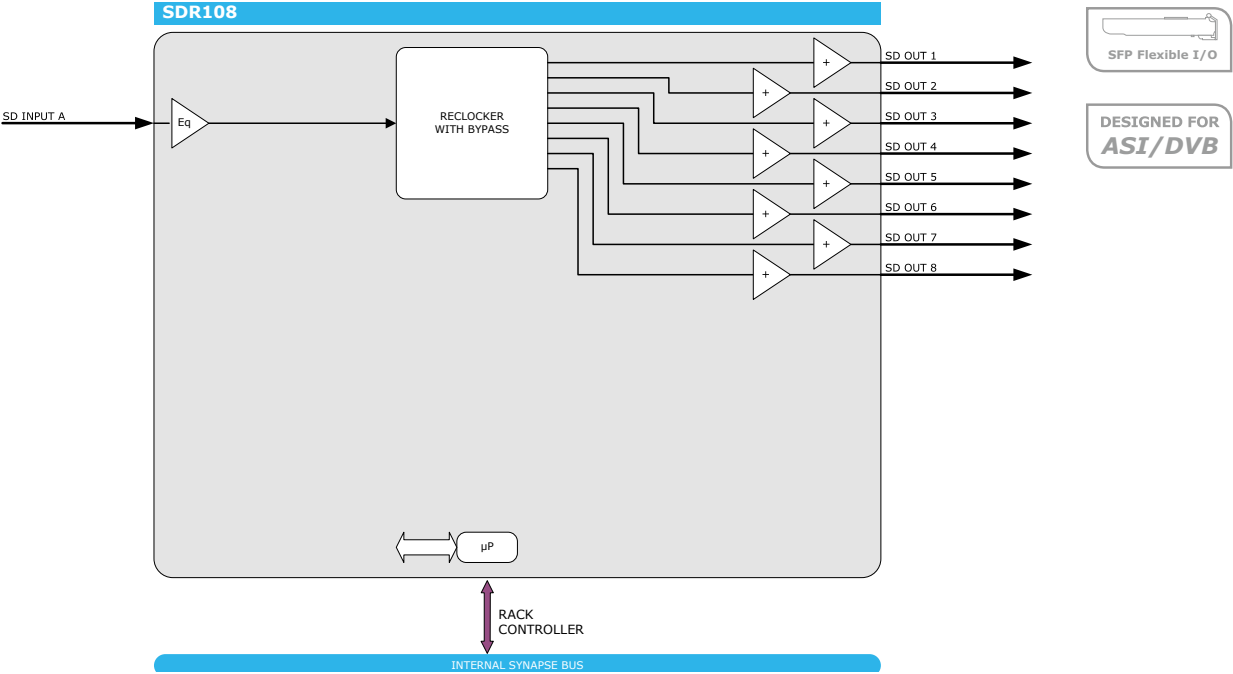 SDR108
SFP Flexible I/O
DESIGNED FOR
ASI/DVB
SD INPUT A
Eq
RECLOCKER
WITH BYPASS
+
SD OUT 1
+
SD OUT 2
+
SD OUT 3
+
SD OUT 4
+
SD OUT 5
+
SD OUT 6
+
SD OUT 7
+
SD OUT 8
µP
RACK
CONTROLLER
INTERNAL SYNAPSE BUS